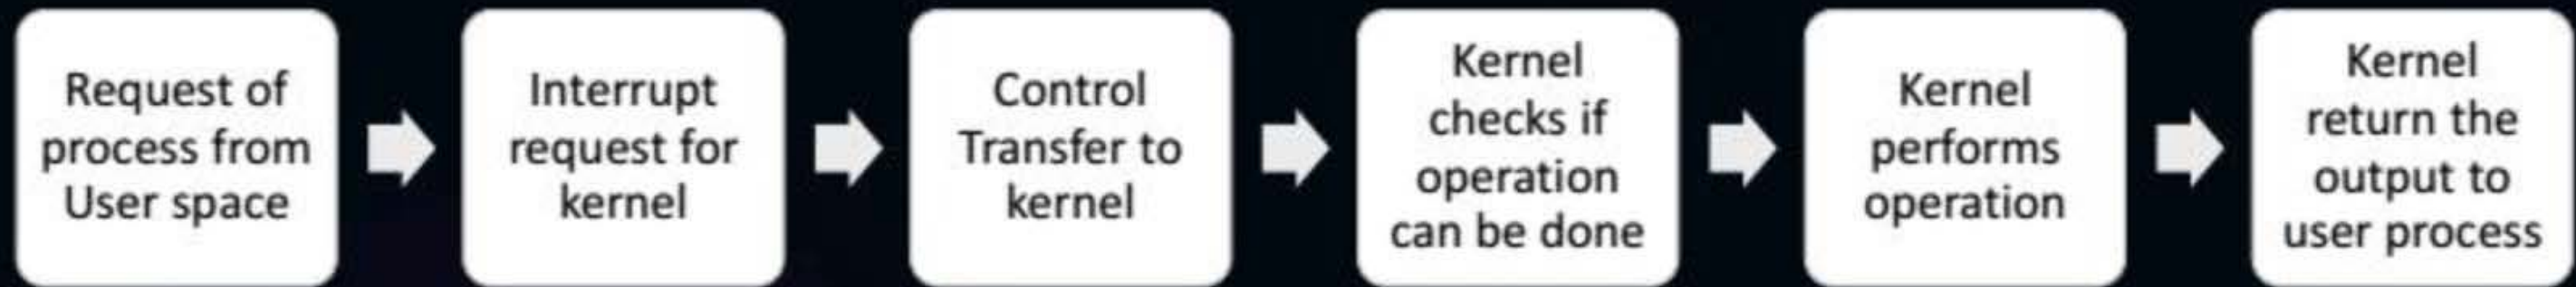 Request of
process from
User space
Interrupt
request for
kernel
Control
Transfer to
kernel
Kernel
checks if
operation
can be done
Kernel
performs
operation
Kernel
return the
output to
user process